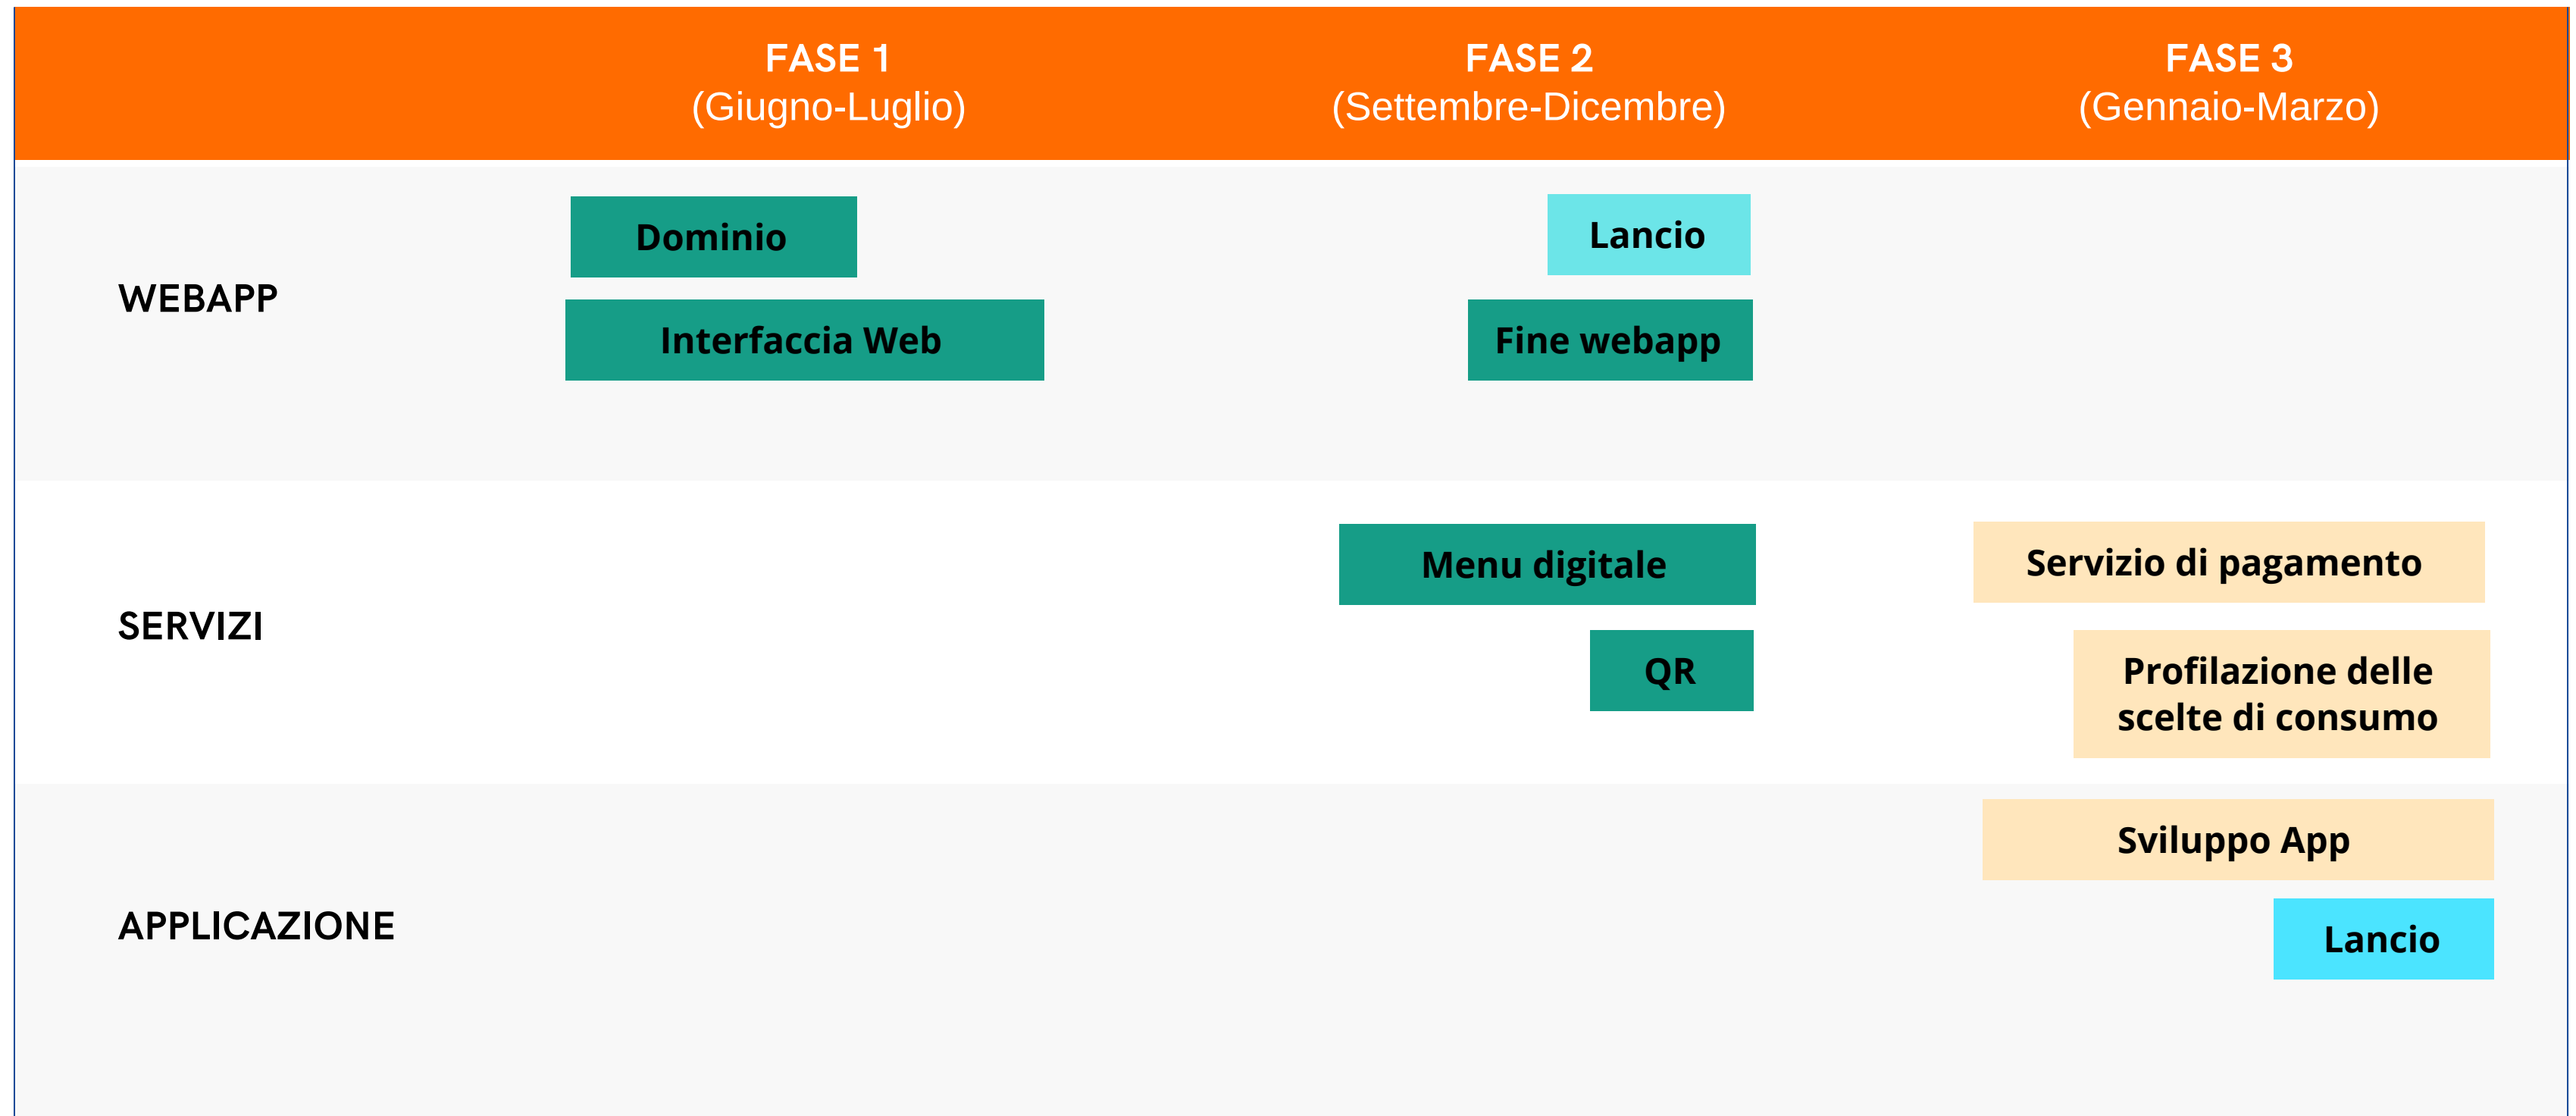 FASE 1
(Giugno-Luglio)
FASE 2
(Settembre-Dicembre)
FASE 3
(Gennaio-Marzo)
WEBAPP
Dominio
Interfaccia Web
Lancio
Fine webapp
SERVIZI
Menu digitale
QR
Servizio di pagamento
Profilazione delle
scelte di consumo
APPLICAZIONE
Sviluppo App
Lancio